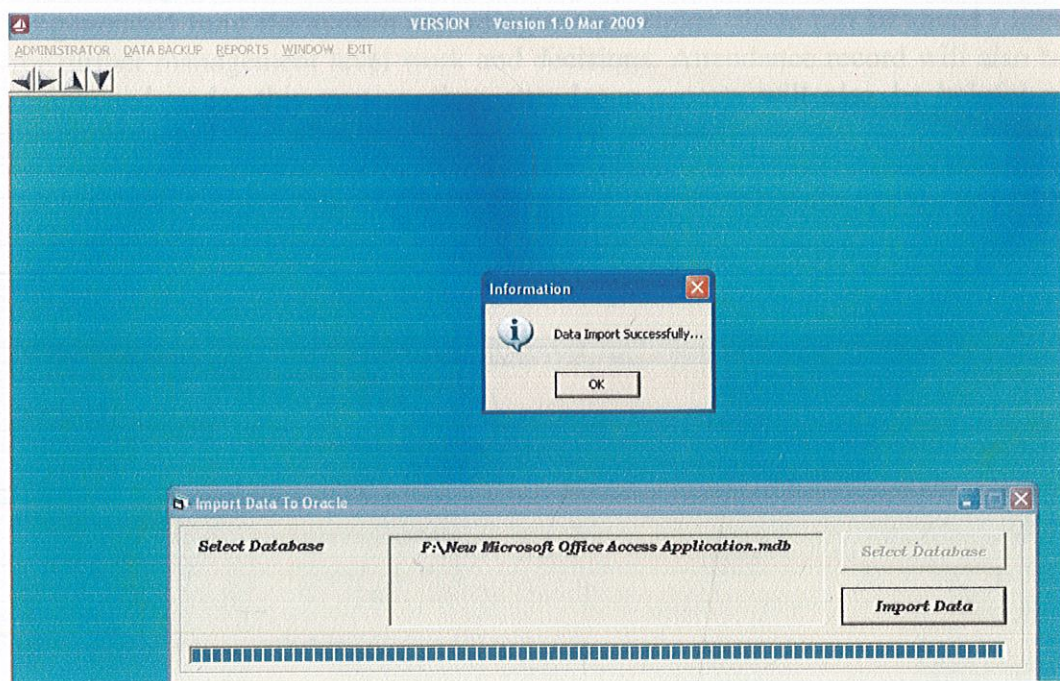 VERSION - Version 1.0 Mar 2009
ADMINISTRATOR DATA BACKUP REPORTS WINDOW EXIT
Information
Data Import Successfully...
OK
Import Data To Oracle
Select Database
F:\New Microsoft Office Access Application.mdb
Select Database
Import Data